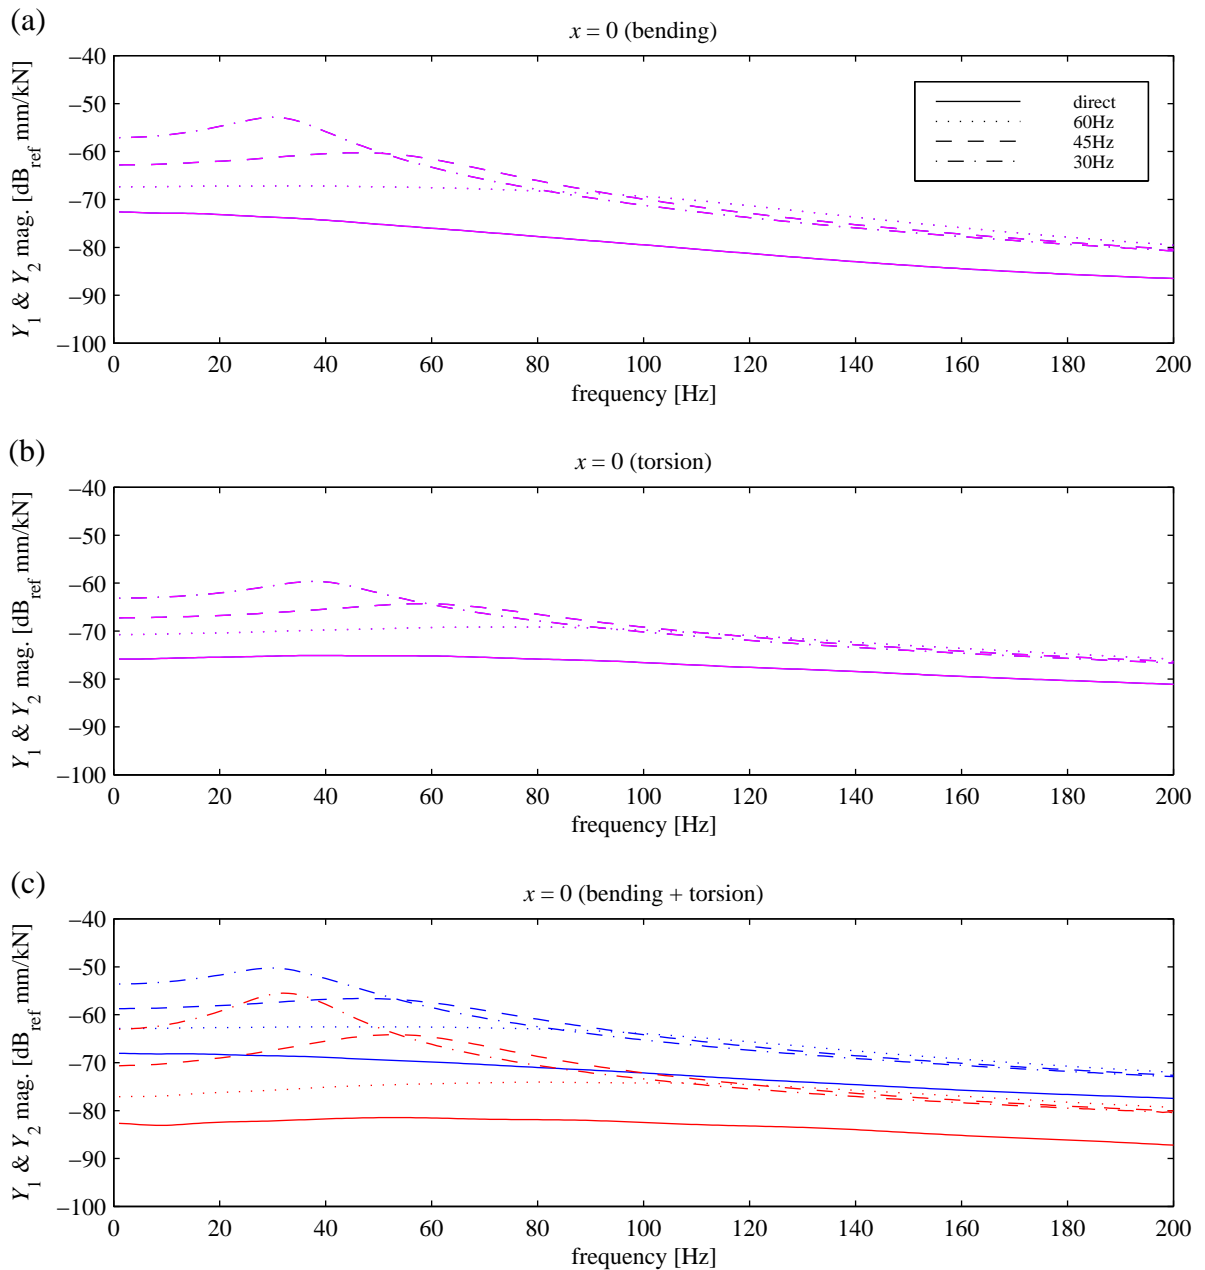 (a)
x = 0 (bending)
Y1 & Y2 mag. [dBref mm/kN]
−40
−50
−60
−70
−80
−90
−100
direct
60Hz
45Hz
30Hz
0 20 40 60 80 100 120 140 160 180 200
frequency [Hz]
(b)
x = 0 (torsion)
Y1 & Y2 mag. [dBref mm/kN]
−40
−50
−60
−70
−80
−90
−100
0 20 40 60 80 100 120 140 160 180 200
frequency [Hz]
(c)
x = 0 (bending + torsion)
Y1 & Y2 mag. [dBref mm/kN]
−40
−50
−60
−70
−80
−90
−100
0 20 40 60 80 100 120 140 160 180 200
frequency [Hz]